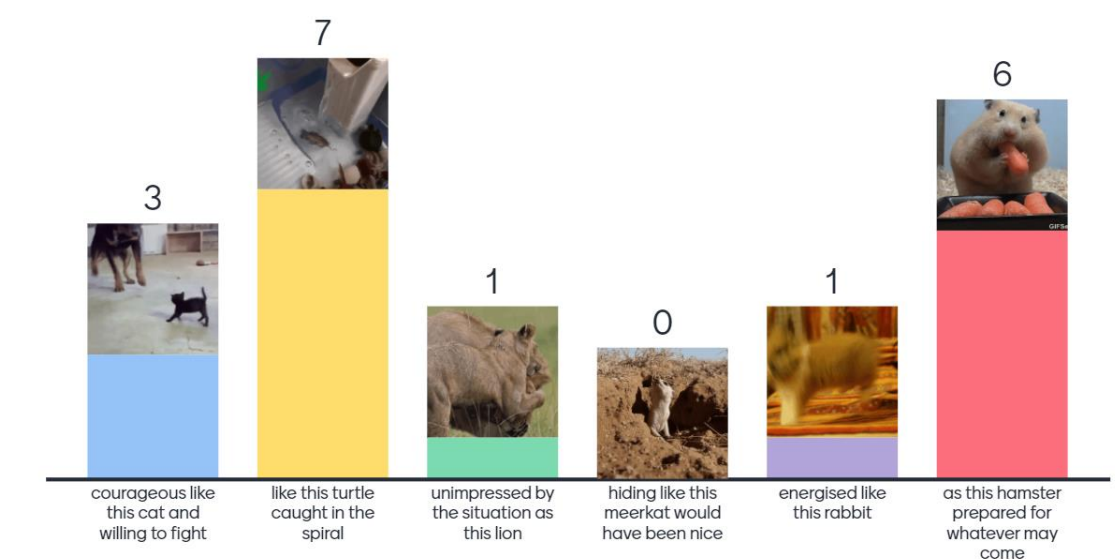 3
7
1
0
1
6
courageous like
this cat and
willing to fight
like this turtle
caught in the
spiral
unimpressed by
the situation as
this lion
hiding like this
meerkat would
have been nice
energised like
this rabbit
as this hamster
prepared for
whatever may
come